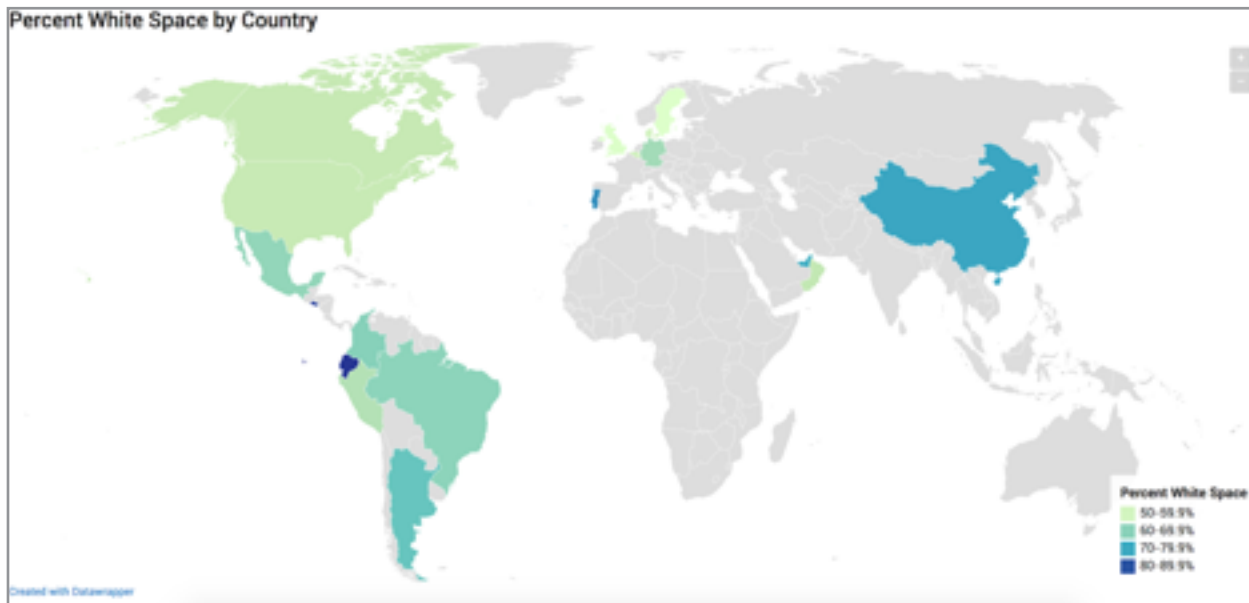 Percent White Space by Country
+
-
Percent White Space
50-59.9%
60-69.9%
70-79.9%
80-89.9%
Created with Datawrapper